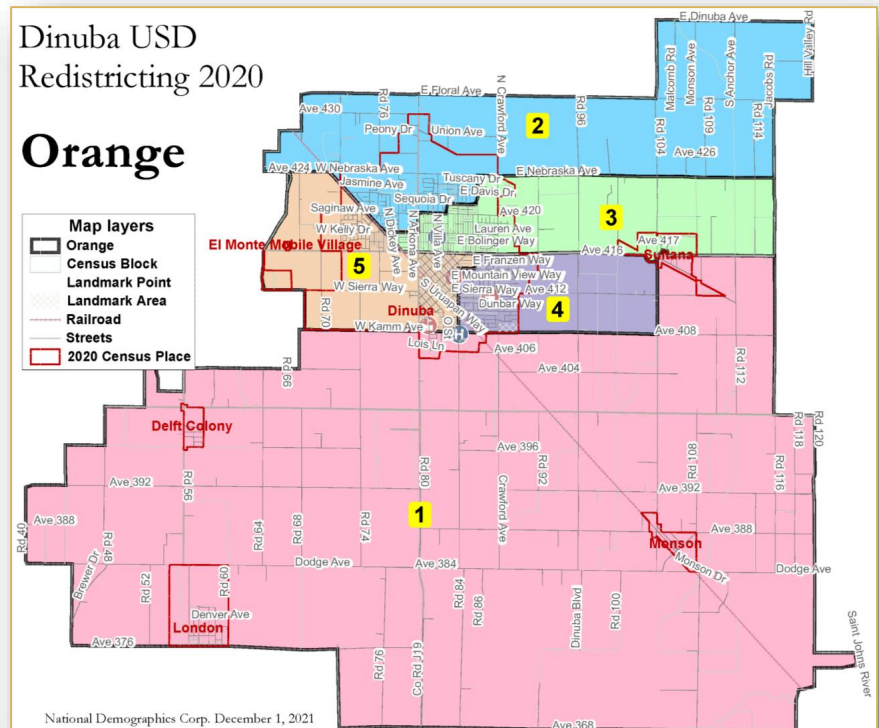 Dinuba USD
Redistricting 2020
Orange
Map layers
Orange
Census Block
Landmark Point
Landmark Area
Railroad
Streets
2020 Census Place
E Dinuba Ave
Hill Valley Rd
Malcomb Rd
Monson Ave
S Anchor Ave
Jacobs Rd
E Floral Ave
N Crawford Ave
Rd 76
Rd 96
Rd 104
Rd 109
Rd 114
Ave 430
Peony Dr
Union Ave
2
Ave 426
Ave 424
W Nebraska Ave
E Nebraska Ave
Jasmine Ave
Tuscany Dr
E Davis Dr
Sequoia Dr
Saginaw Ave
Ave 420
3
W Kelly Dr
N Dickey Ave
N Alkona Ave
N Villa Ave
Lauren Ave
E Bolinger Way
Ave 417
Ave 416
Sultana
El Monte Mobile Village
5
E Franzen Way
E Mountain View Way
W Sierra Way
E Sierra Way
Ave 412
S Uruapan Way
Dunbar Way
4
Rd 70
Dinuba
O St
W Kamm Ave
H
Ave 408
Lois Ln
Ave 406
Rd 66
Ave 404
Rd 112
Delft Colony
Rd 118
Rd 120
Ave 396
Rd 56
Rd 80
Crawford Ave
Rd 92
Rd 108
Rd 116
Ave 392
Ave 392
1
Rd 40
Ave 388
Rd 48
Rd 64
Rd 68
Rd 74
Ave 388
Monson
Monson Dr
Brewer Dr
Rd 52
Rd 60
Dodge Ave
Ave 384
Dodge Ave
Rd 84
Rd 86
Dinuba Blvd
Rd 100
Denver Ave
London
Ave 376
Rd 76
Co Rd J19
Saint Johns River
Ave 368
National Demographics Corp. December 1, 2021